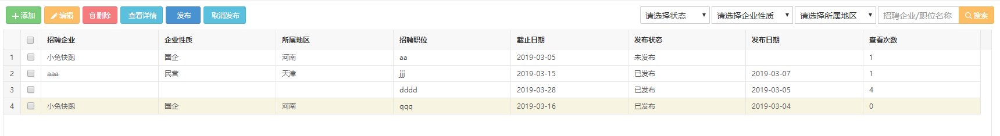 添加 编辑 删除 查看详情 发布 取消发布 请选择状态 请选择企业性质 请选择所属地区 招聘企业/职位名称 搜索
招聘企业 企业性质 所属地区 招聘职位 截止日期 发布状态 发布日期 查看次数
1 小兔快跑 国企 河南 aa 2019-03-05 未发布 1
2 aaa 民营 天津 jjj 2019-03-15 已发布 2019-03-07 1
3 dddd 2019-03-28 已发布 2019-03-05 4
4 小兔快跑 国企 河南 qqq 2019-03-16 已发布 2019-03-04 0